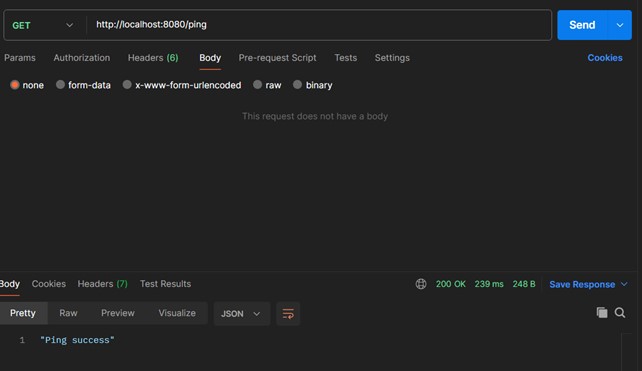 GET http://localhost:8080/ping Send
Params Authorization Headers (6) Body Pre-request Script Tests Settings Cookies
none form-data x-www-form-urlencoded raw binary
This request does not have a body
Body Cookies Headers (7) Test Results 200 OK 239 ms 248 B Save Response
Pretty Raw Preview Visualize JSON
1 "Ping success"